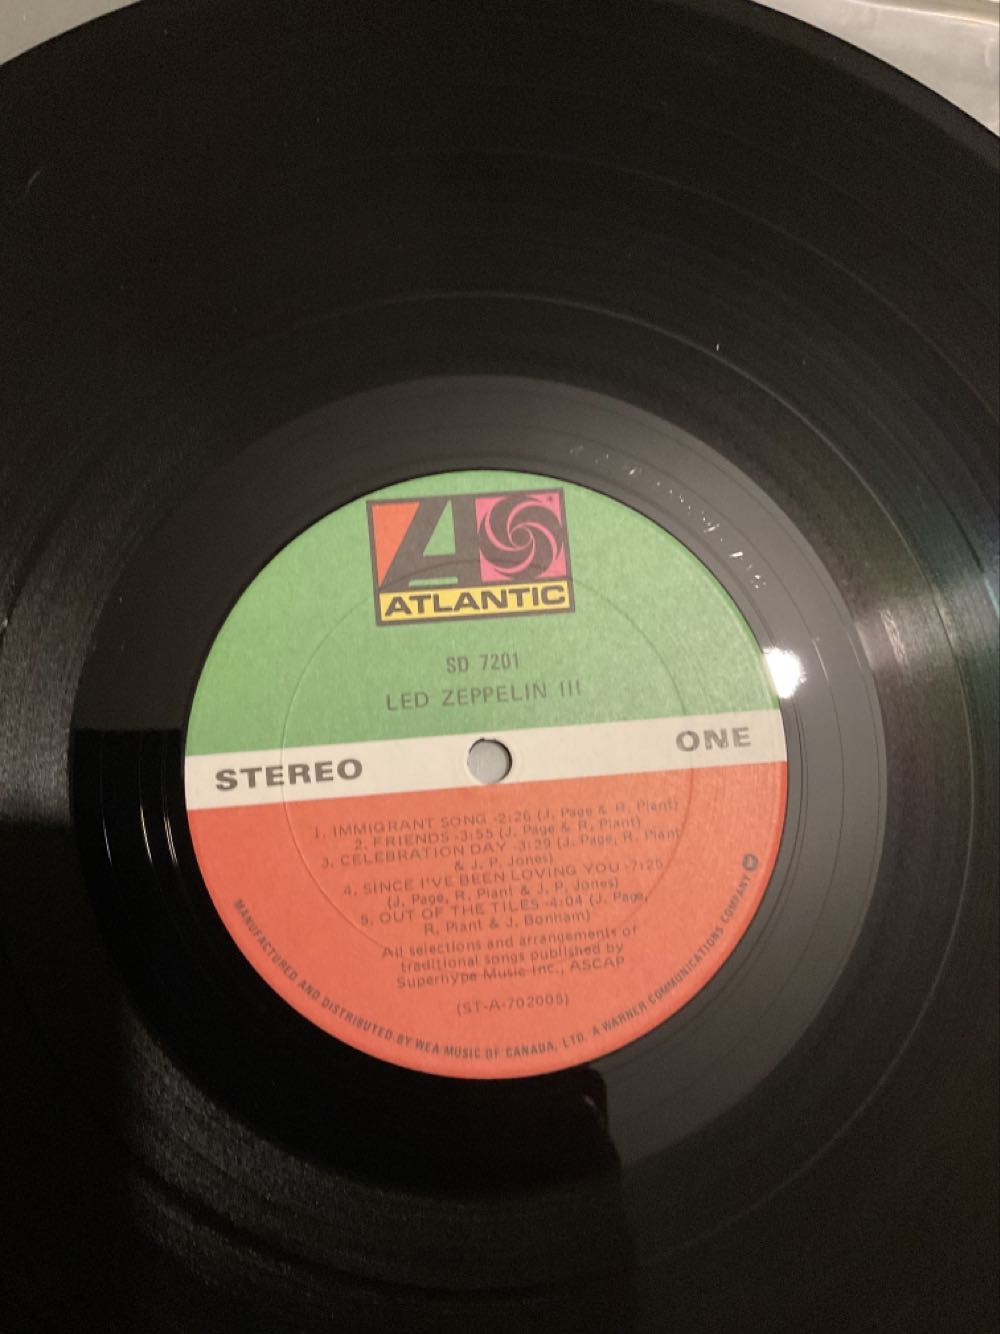 ATLANTIC
SD 7201
LED ZEPPELIN III
STEREO
ONE
1. IMMIGRANT SONG -2:26 (J. Page & R. Plant)
2. FRIENDS -3:55 (J. Page & R. Plant)
3. CELEBRATION DAY -3:29 (J. Page, R. Plant
& J. P. Jones)
4. SINCE I'VE BEEN LOVING YOU -7:25
(J. Page, R. Plant & J. P. Jones)
5. OUT OF THE TILES -4:04 (J. Page,
R. Plant & J. Bonham)
All selections and arrangements of
traditional songs published by
Superhype Music Inc., ASCAP
(ST-A-702005)
MANUFACTURED AND DISTRIBUTED BY WEA MUSIC OF CANADA, LTD. A WARNER COMMUNICATIONS COMPANY